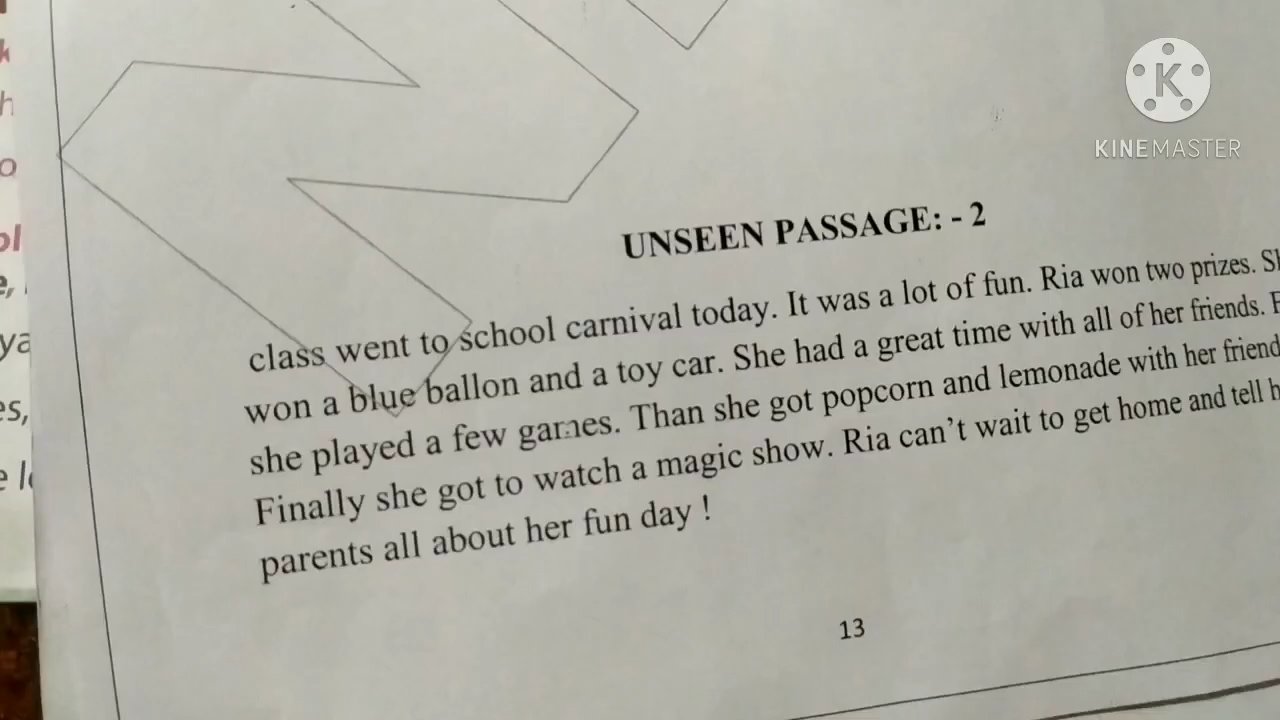 K
KINEMASTER
UNSEEN PASSAGE: - 2
class went to school carnival today. It was a lot of fun. Ria won two prizes.
won a blue ballon and a toy car. She had a great time with all of her friends.
she played a few games. Than she got popcorn and lemonade with her
Finally she got to watch a magic show. Ria can't wait to get home and tell
parents all about her fun day !
13